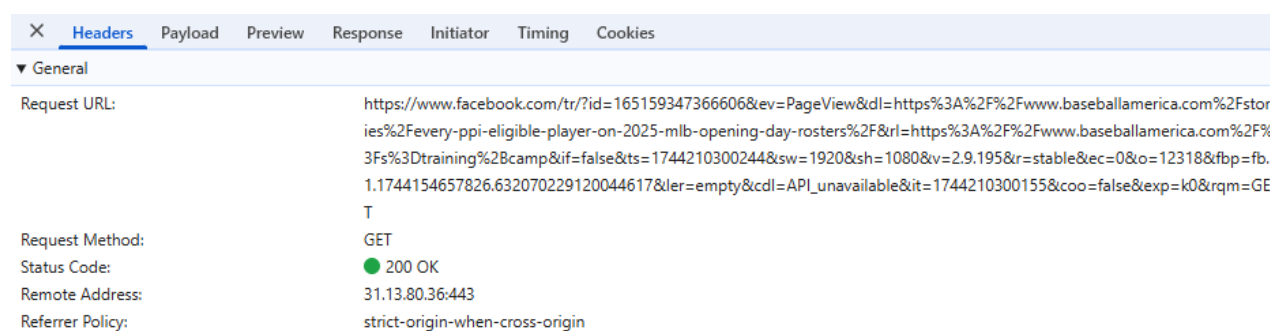 × Headers Payload Preview Response Initiator Timing Cookies
▼ General
Request URL: https://www.facebook.com/tr/?id=165159347366606&ev=PageView&dl=https%3A%2F%2Fwww.baseballamerica.com%2Fstor
ies%2Fevery-ppi-eligible-player-on-2025-mlb-opening-day-rosters%2F&rl=https%3A%2F%2Fwww.baseballamerica.com%2F%
3Fs%3Dtraining%2Bcamp&if=false&ts=1744210300244&sw=1920&sh=1080&v=2.9.195&r=stable&ec=0&o=12318&fbp=fb.
1.1744154657826.632070229120044617&ler=empty&cdl=API_unavailable&it=1744210300155&coo=false&exp=k0&rqm=GE
T
Request Method: GET
Status Code: 200 OK
Remote Address: 31.13.80.36:443
Referrer Policy: strict-origin-when-cross-origin